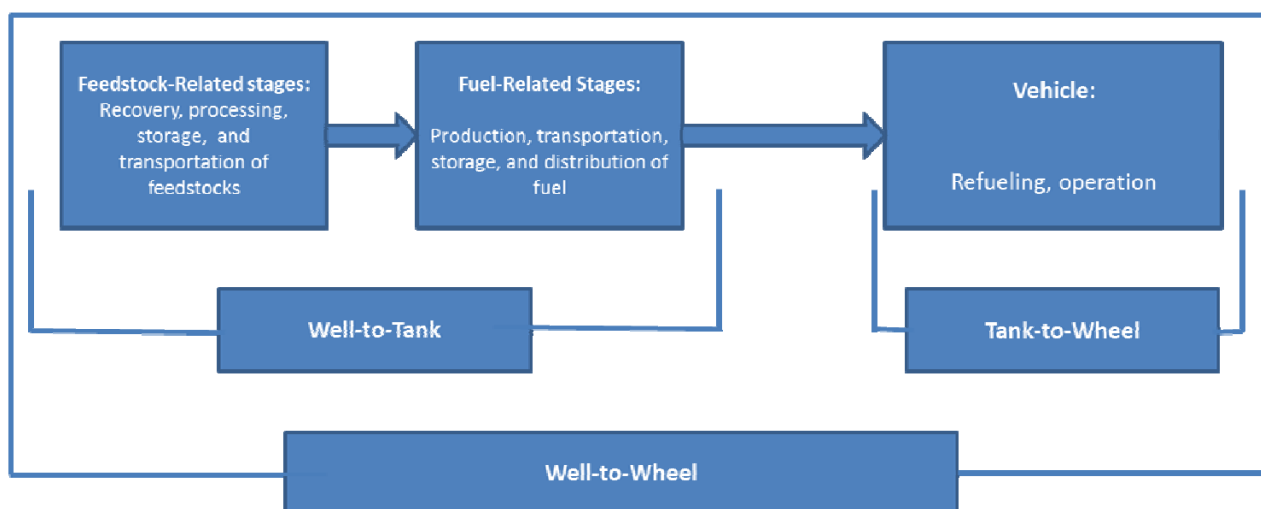 Feedstock-Related stages:
Recovery, processing,
storage, and
transportation of
feedstocks
Fuel-Related Stages:
Production, transportation,
storage, and distribution of
fuel
Vehicle:
Refueling, operation
Well-to-Tank
Tank-to-Wheel
Well-to-Wheel